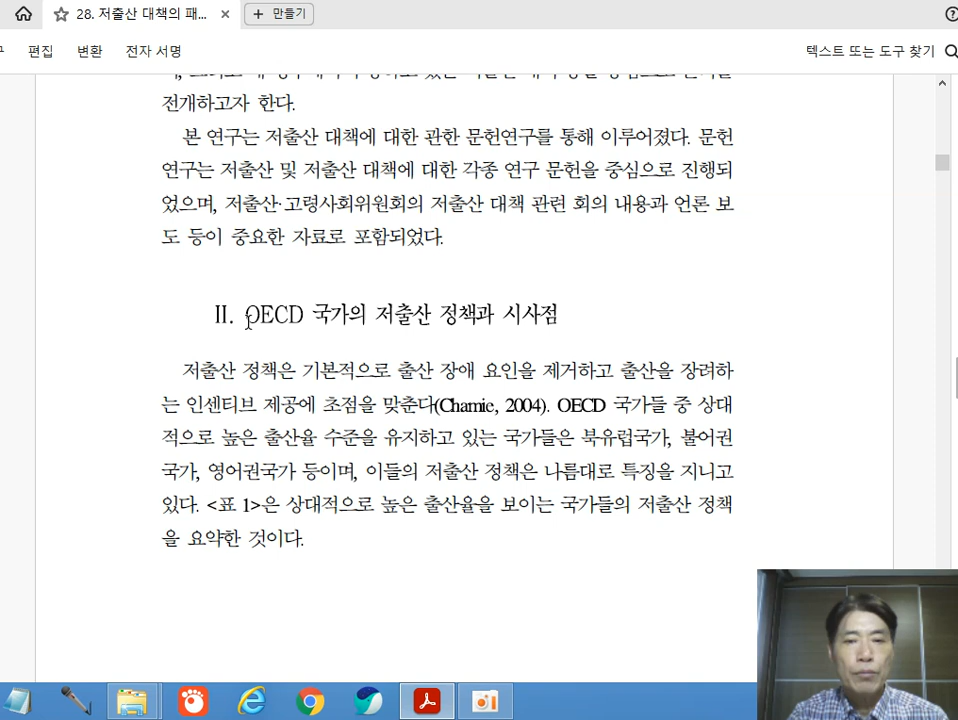 28. 저출산 대책의 패...
만들기
편집 변환 전자 서명 텍스트 또는 도구 찾기
전개하고자 한다.
본 연구는 저출산 대책에 대한 관한 문헌연구를 통해 이루어졌다. 문헌
연구는 저출산 및 저출산 대책에 대한 각종 연구 문헌을 중심으로 진행되
었으며, 저출산·고령사회위원회의 저출산 대책 관련 회의 내용과 언론 보
도 등이 중요한 자료로 포함되었다.
II. OECD 국가의 저출산 정책과 시사점
저출산 정책은 기본적으로 출산 장애 요인을 제거하고 출산을 장려하
는 인센티브 제공에 초점을 맞춘다(Chamie, 2004). OECD 국가들 중 상대
적으로 높은 출산율 수준을 유지하고 있는 국가들은 북유럽국가, 불어권
국가, 영어권국가 등이며, 이들의 저출산 정책은 나름대로 특징을 지니고
있다. <표 1>은 상대적으로 높은 출산율을 보이는 국가들의 저출산 정책
을 요약한 것이다.